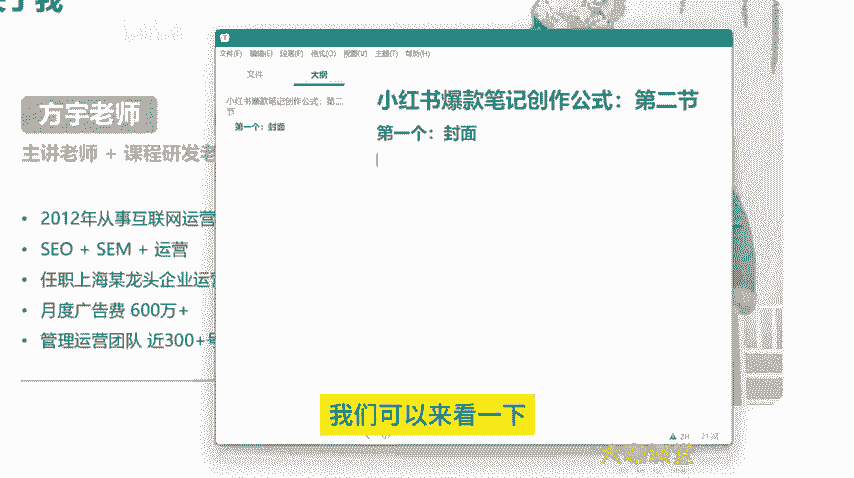 关于我
方宇老师
主讲老师 + 课程研发老
• 2012年从事互联网运营
• SEO + SEM + 运营
• 任职上海某龙头企业运营
• 月度广告费 600万+
• 管理运营团队 近300+号
文件(F) 编辑(E) 段落(P) 格式(O) 视图(V) 主题(T) 帮助(H)
文件 大纲
小红书爆款笔记创作公式：第二节
第一个：封面
小红书爆款笔记创作公式：第二节
第一个：封面
我们可以来看一下
ZH 21 词